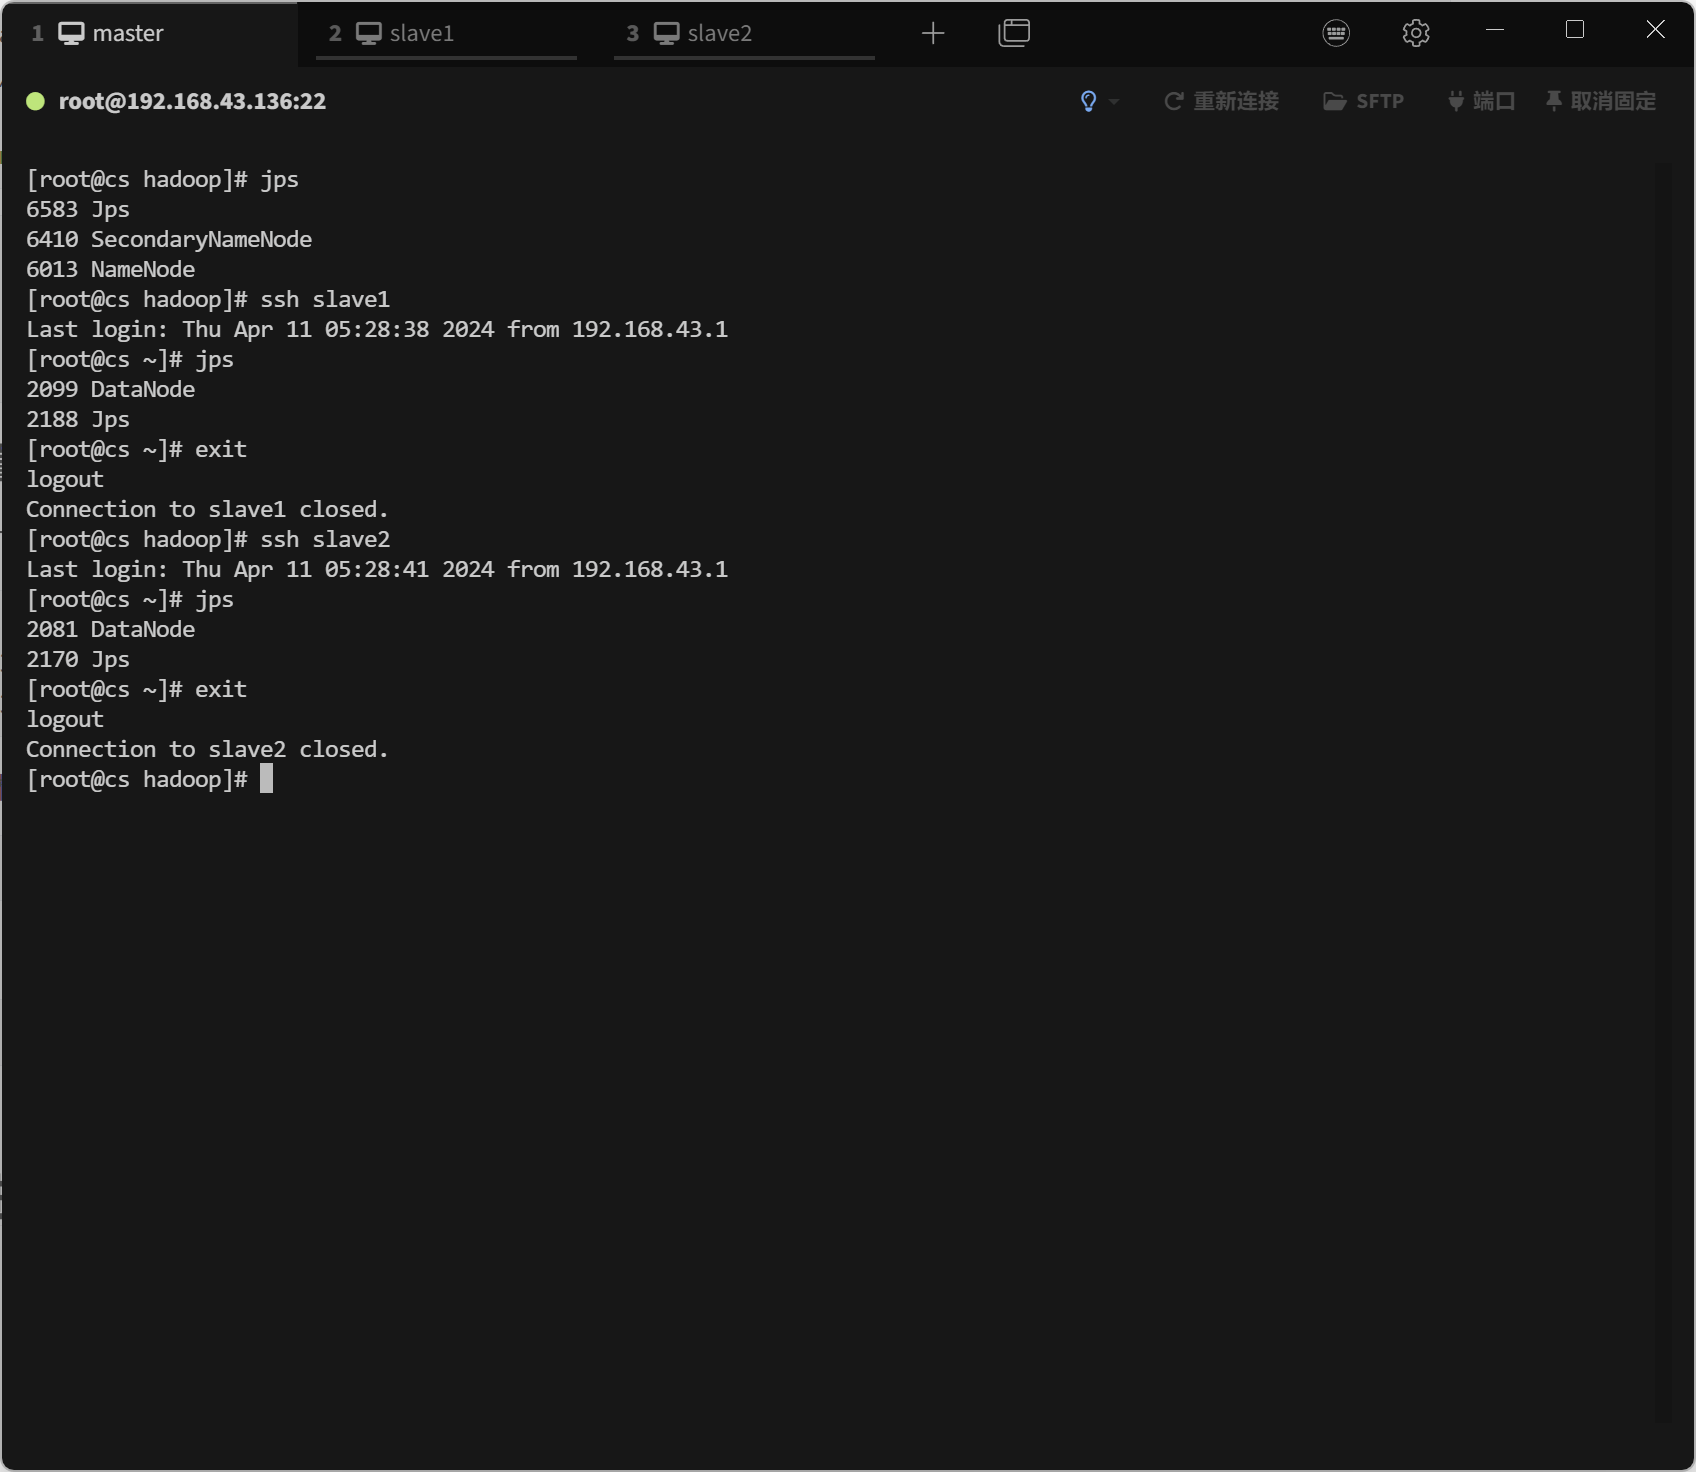 1 master 2 slave1 3 slave2
root@192.168.43.136:22 重新连接 SFTP 端口 取消固定
[root@cs hadoop]# jps
6583 Jps
6410 SecondaryNameNode
6013 NameNode
[root@cs hadoop]# ssh slave1
Last login: Thu Apr 11 05:28:38 2024 from 192.168.43.1
[root@cs ~]# jps
2099 DataNode
2188 Jps
[root@cs ~]# exit
logout
Connection to slave1 closed.
[root@cs hadoop]# ssh slave2
Last login: Thu Apr 11 05:28:41 2024 from 192.168.43.1
[root@cs ~]# jps
2081 DataNode
2170 Jps
[root@cs ~]# exit
logout
Connection to slave2 closed.
[root@cs hadoop]#